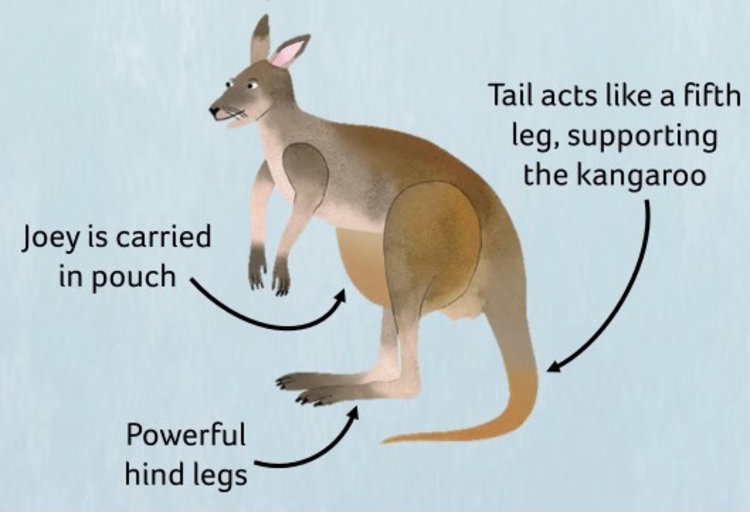 Tail acts like a fifth
leg, supporting
the kangaroo
Joey is carried
in pouch
Powerful
hind legs